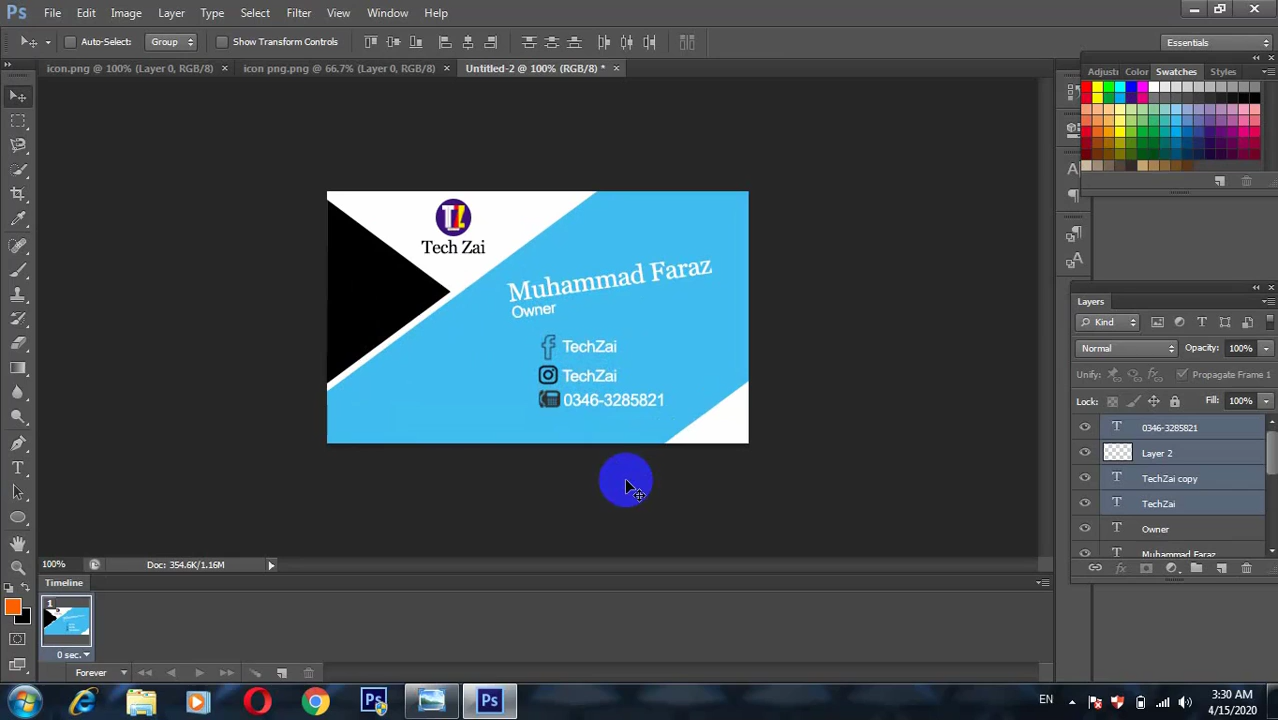 Ps File Edit Image Layer Type Select Filter View Window Help
Auto-Select: Group Show Transform Controls Essentials
icon.png @ 100% (Layer 0, RGB/8) × icon png.png @ 66.7% (Layer 0, RGB/8) × Untitled-2 @ 100% (RGB/8) * ×
Adjusti Color Swatches Styles
Tech Zai
Muhammad Faraz
Owner
TechZai
TechZai
0346-3285821
Layers
Kind
Normal Opacity: 100%
Unify: Propagate Frame 1
Lock: Fill: 100%
0346-3285821
Layer 2
TechZai copy
TechZai
Owner
Muhammad Faraz
100% Doc: 354.6K/1.16M
Timeline
1
0 sec.
Forever
EN 3:30 AM
4/15/2020